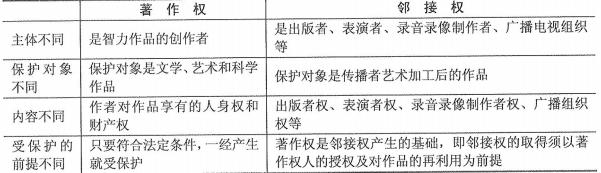 著作权 邻接权
主体不同 是智力作品的创作者 是出版者、表演者、录音录像制作者、广播电视组织等
保护对象不同 保护对象是文学、艺术和科学作品 保护对象是传播者艺术加工后的作品
内容不同 作者对作品享有的人身权和财产权 出版者权、表演者权、录音录像制作者权、广播组织权等
受保护的前提不同 只要符合法定条件,一经产生就受保护 著作权是邻接权产生的基础，即邻接权的取得须以著作权人的授权及对作品的再利用为前提